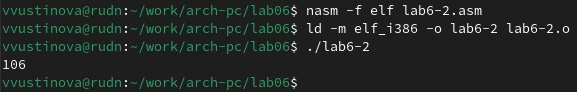 vvustinova@rudn:~/work/arch-pc/lab06$ nasm -f elf lab6-2.asm
vvustinova@rudn:~/work/arch-pc/lab06$ ld -m elf_i386 -o lab6-2 lab6-2.o
vvustinova@rudn:~/work/arch-pc/lab06$ ./lab6-2
106
vvustinova@rudn:~/work/arch-pc/lab06$